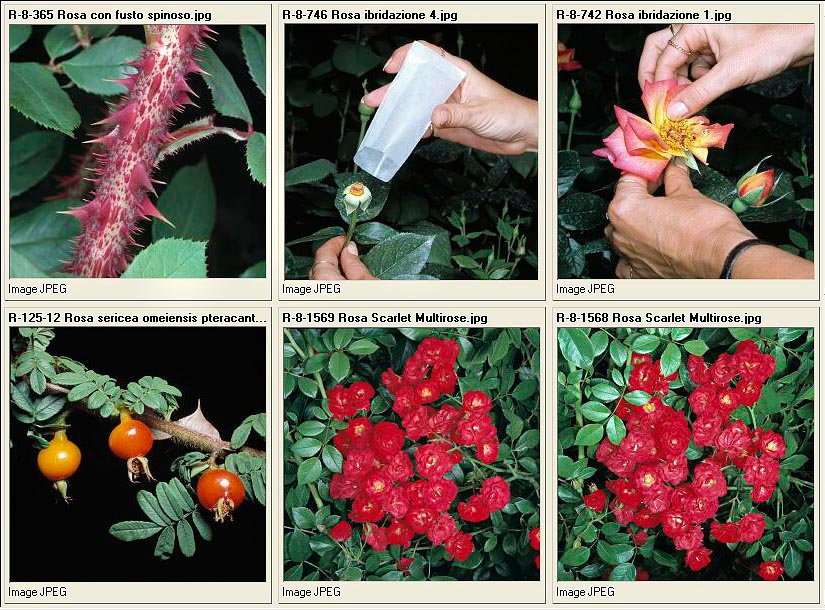 R-8-365 Rosa con fusto spinoso.jpg
R-8-746 Rosa ibridazione 4.jpg
R-8-742 Rosa ibridazione 1.jpg
Image JPEG
Image JPEG
Image JPEG
R-125-12 Rosa sericea omeiensis pteracant...
R-8-1569 Rosa Scarlet Multirose.jpg
R-8-1568 Rosa Scarlet Multirose.jpg
Image JPEG
Image JPEG
Image JPEG